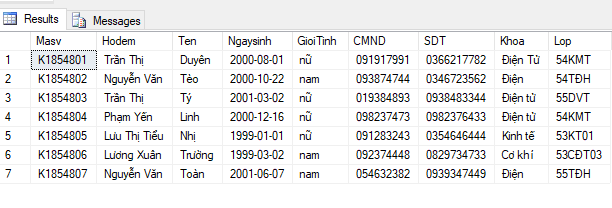 Results Messages
Masv Hodem Ten Ngaysinh GioiTinh CMND SDT Khoa Lop
1 K1854801 Trần Thị Duyên 2000-08-01 nữ 091917991 0366217782 Điện Tử 54KMT
2 K1854802 Nguyễn Văn Tèo 2000-10-22 nam 093874744 0346723562 Điện 54TĐH
3 K1854803 Trần Thị Tý 2001-03-02 nữ 019384893 0938483344 Điện tử 55DVT
4 K1854804 Phạm Yến Linh 2000-12-16 nữ 098237473 0982376433 Điện tử 54KMT
5 K1854805 Lưu Thị Tiểu Nhị 1999-01-01 nữ 091283243 0354646444 Kinh tế 53KT01
6 K1854806 Lương Xuân Trường 1999-03-02 nam 092374448 0829734733 Cơ khí 53CĐT03
7 K1854807 Nguyễn Văn Toàn 2001-06-07 nam 054632382 0939347449 Điện 55TĐH